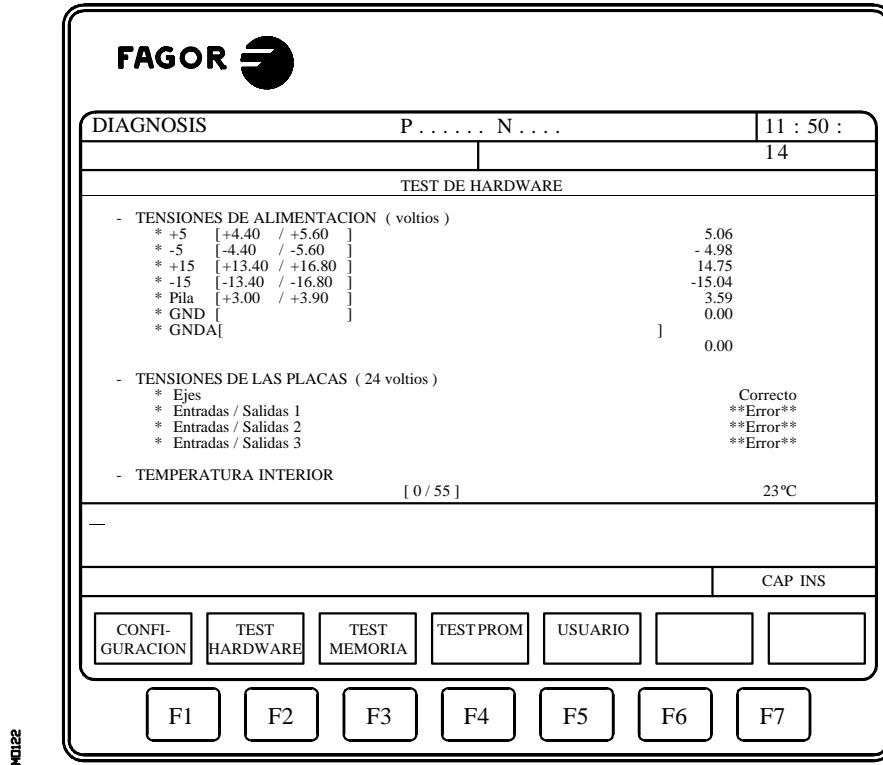 FAGOR
DIAGNOSIS P . . . . . . N . . . . 11 : 50 :
14
TEST DE HARDWARE
- TENSIONES DE ALIMENTACION ( voltios )
* +5 [+4.40 / +5.60 ] 5.06
* -5 [-4.40 / -5.60 ] - 4.98
* +15 [+13.40 / +16.80 ] 14.75
* -15 [-13.40 / -16.80 ] -15.04
* Pila [+3.00 / +3.90 ] 3.59
* GND [ ] 0.00
* GNDA[ ]
0.00
- TENSIONES DE LAS PLACAS ( 24 voltios )
* Ejes Correcto
* Entradas / Salidas 1 **Error**
* Entradas / Salidas 2 **Error**
* Entradas / Salidas 3 **Error**
- TEMPERATURA INTERIOR
[ 0 / 55 ] 23ºC
CAP INS
CONFI-
GURACION
TEST
HARDWARE
TEST
MEMORIA
TEST PROM
USUARIO
F1 F2 F3 F4 F5 F6 F7
MD122